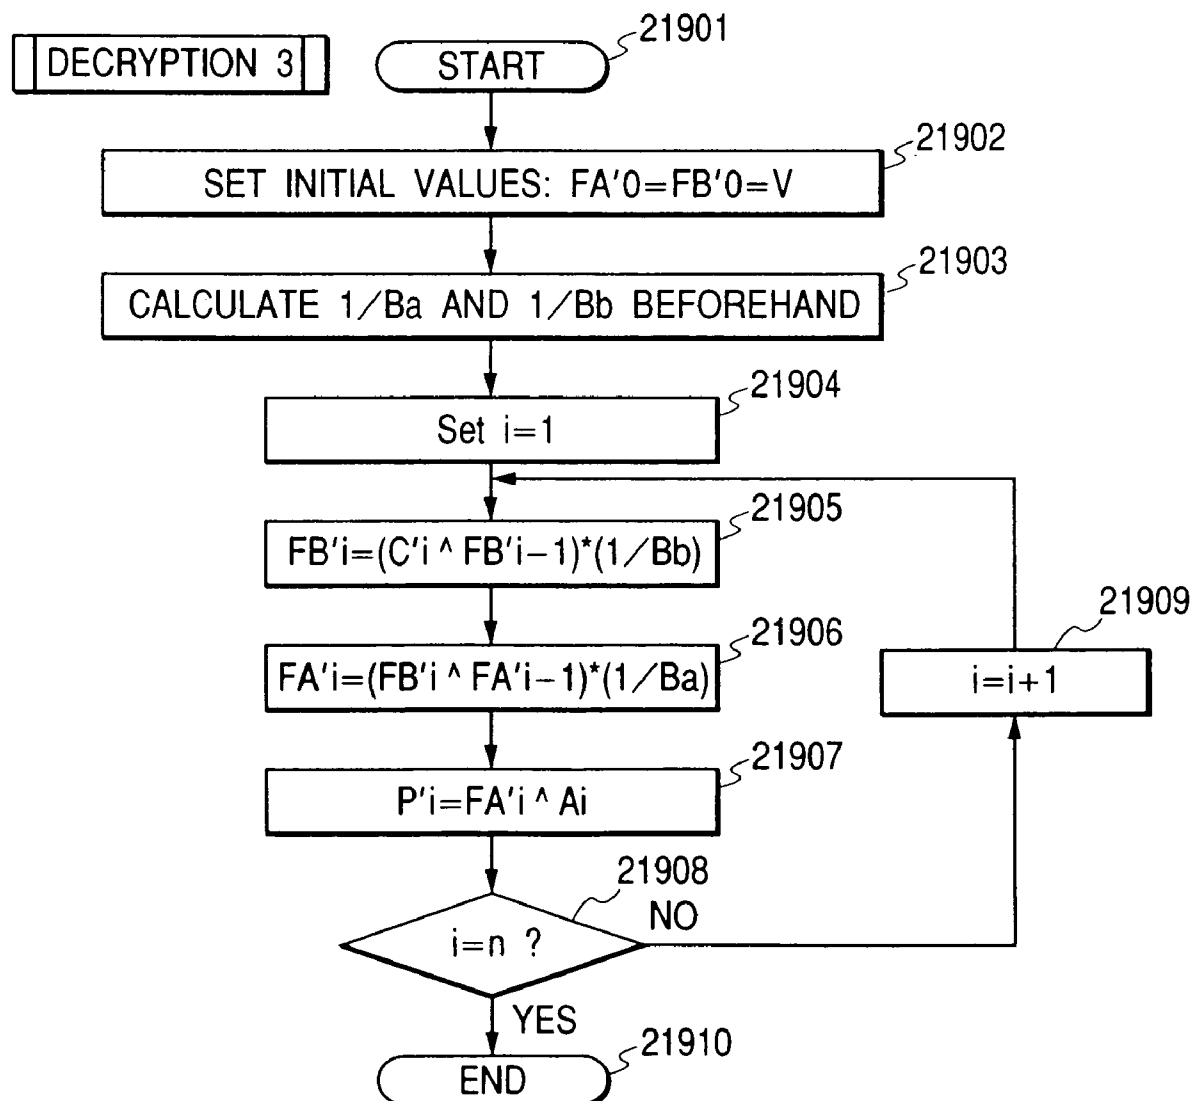 DECRYPTION 3
START
21901
SET INITIAL VALUES: FA'0=FB'0=V
21902
CALCULATE 1/Ba AND 1/Bb BEFOREHAND
21903
Set i=1
21904
FB'i=(C'i ^ FB'i-1)*(1/Bb)
21905
FA'i=(FB'i ^ FA'i-1)*(1/Ba)
21906
i=i+1
21909
P'i=FA'i ^ Ai
21907
i=n ?
21908
NO
YES
END
21910